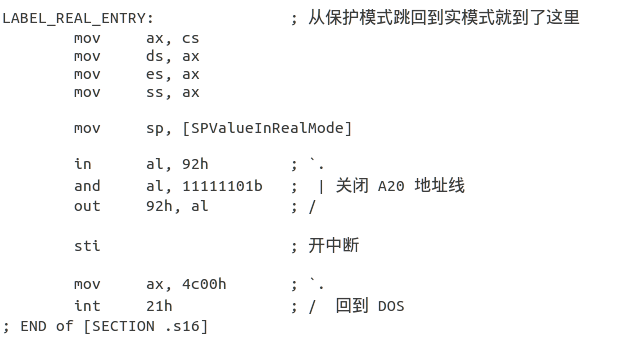 LABEL_REAL_ENTRY:               ; 从保护模式跳回到实模式就到了这里
        mov     ax, cs
        mov     ds, ax
        mov     es, ax
        mov     ss, ax
        mov     sp, [SPValueInRealMode]
        in      al, 92h         ; `.
        and     al, 11111101b   ;  | 关闭 A20 地址线
        out     92h, al         ; /
        sti                     ; 开中断
        mov     ax, 4c00h       ; `.
        int     21h             ; /  回到 DOS
; END of [SECTION .s16]